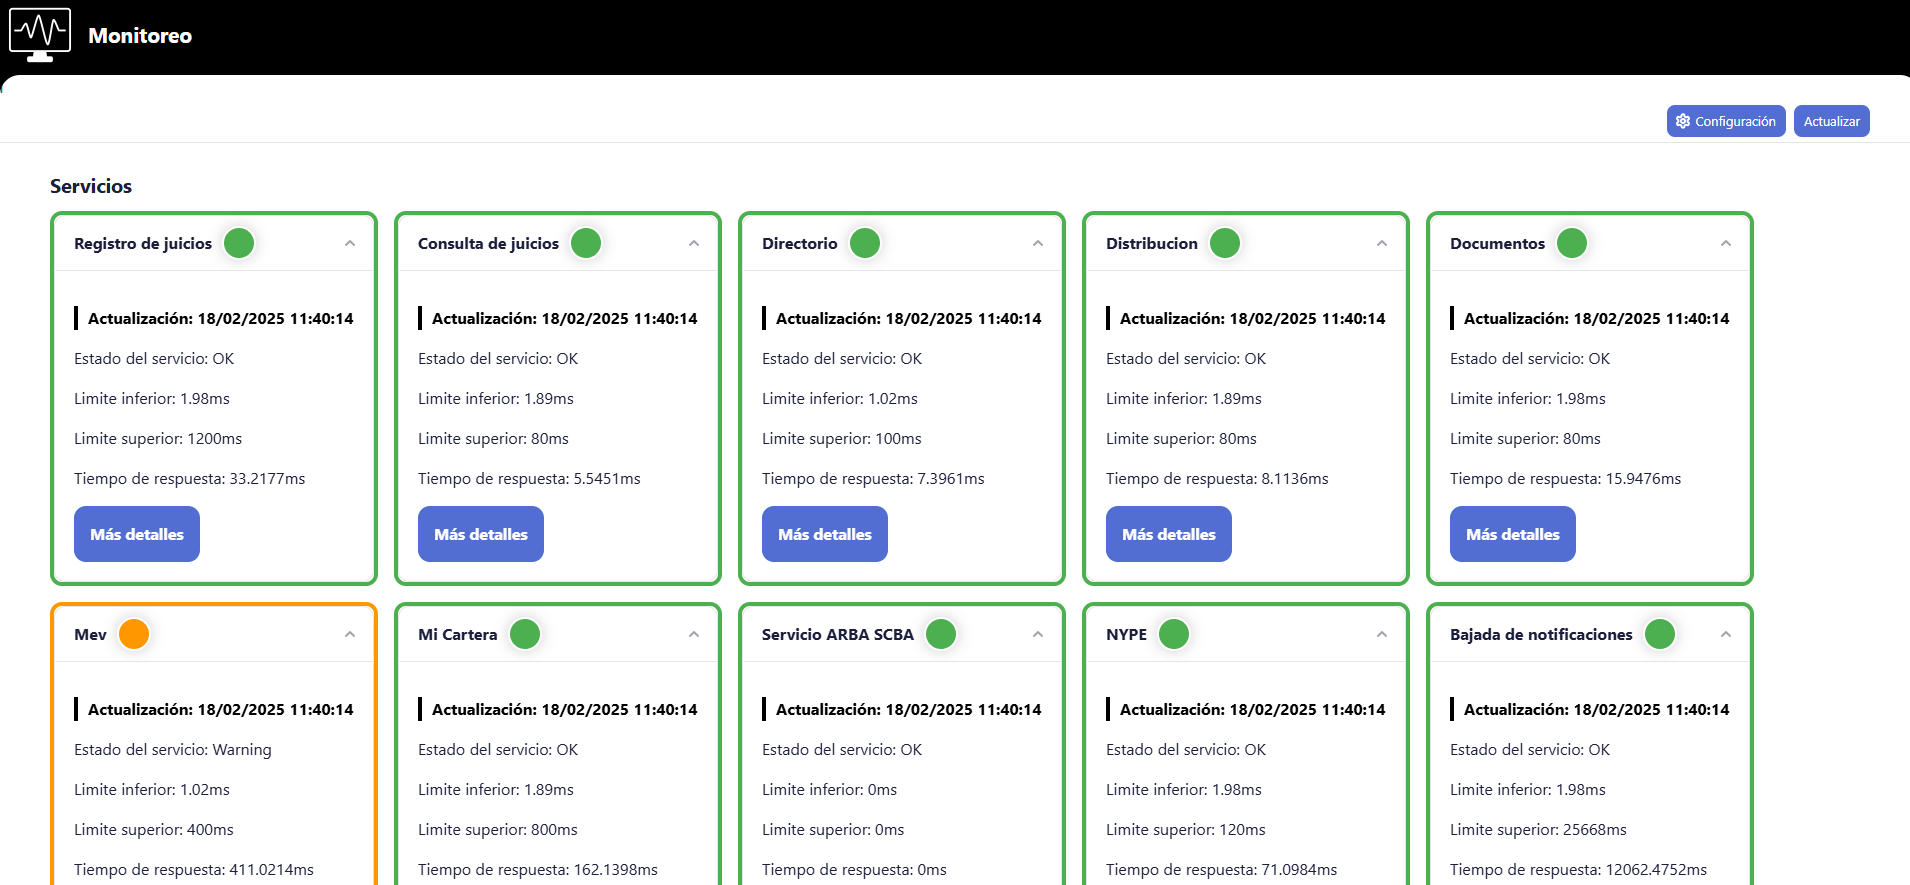 Monitoreo
Configuración
Actualizar
Servicios
Registro de juicios
Actualización: 18/02/2025 11:40:14
Estado del servicio: OK
Limite inferior: 1.98ms
Limite superior: 1200ms
Tiempo de respuesta: 33.2177ms
Más detalles
Consulta de juicios
Actualización: 18/02/2025 11:40:14
Estado del servicio: OK
Limite inferior: 1.89ms
Limite superior: 80ms
Tiempo de respuesta: 5.5451ms
Más detalles
Directorio
Actualización: 18/02/2025 11:40:14
Estado del servicio: OK
Limite inferior: 1.02ms
Limite superior: 100ms
Tiempo de respuesta: 7.3961ms
Más detalles
Distribucion
Actualización: 18/02/2025 11:40:14
Estado del servicio: OK
Limite inferior: 1.89ms
Limite superior: 80ms
Tiempo de respuesta: 8.1136ms
Más detalles
Documentos
Actualización: 18/02/2025 11:40:14
Estado del servicio: OK
Limite inferior: 1.98ms
Limite superior: 80ms
Tiempo de respuesta: 15.9476ms
Más detalles
Mev
Actualización: 18/02/2025 11:40:14
Estado del servicio: Warning
Limite inferior: 1.02ms
Limite superior: 400ms
Tiempo de respuesta: 411.0214ms
Mi Cartera
Actualización: 18/02/2025 11:40:14
Estado del servicio: OK
Limite inferior: 1.89ms
Limite superior: 800ms
Tiempo de respuesta: 162.1398ms
Servicio ARBA SCBA
Actualización: 18/02/2025 11:40:14
Estado del servicio: OK
Limite inferior: 0ms
Limite superior: 0ms
Tiempo de respuesta: 0ms
NYPE
Actualización: 18/02/2025 11:40:14
Estado del servicio: OK
Limite inferior: 1.98ms
Limite superior: 120ms
Tiempo de respuesta: 71.0984ms
Bajada de notificaciones
Actualización: 18/02/2025 11:40:14
Estado del servicio: OK
Limite inferior: 1.98ms
Limite superior: 25668ms
Tiempo de respuesta: 12062.4752ms